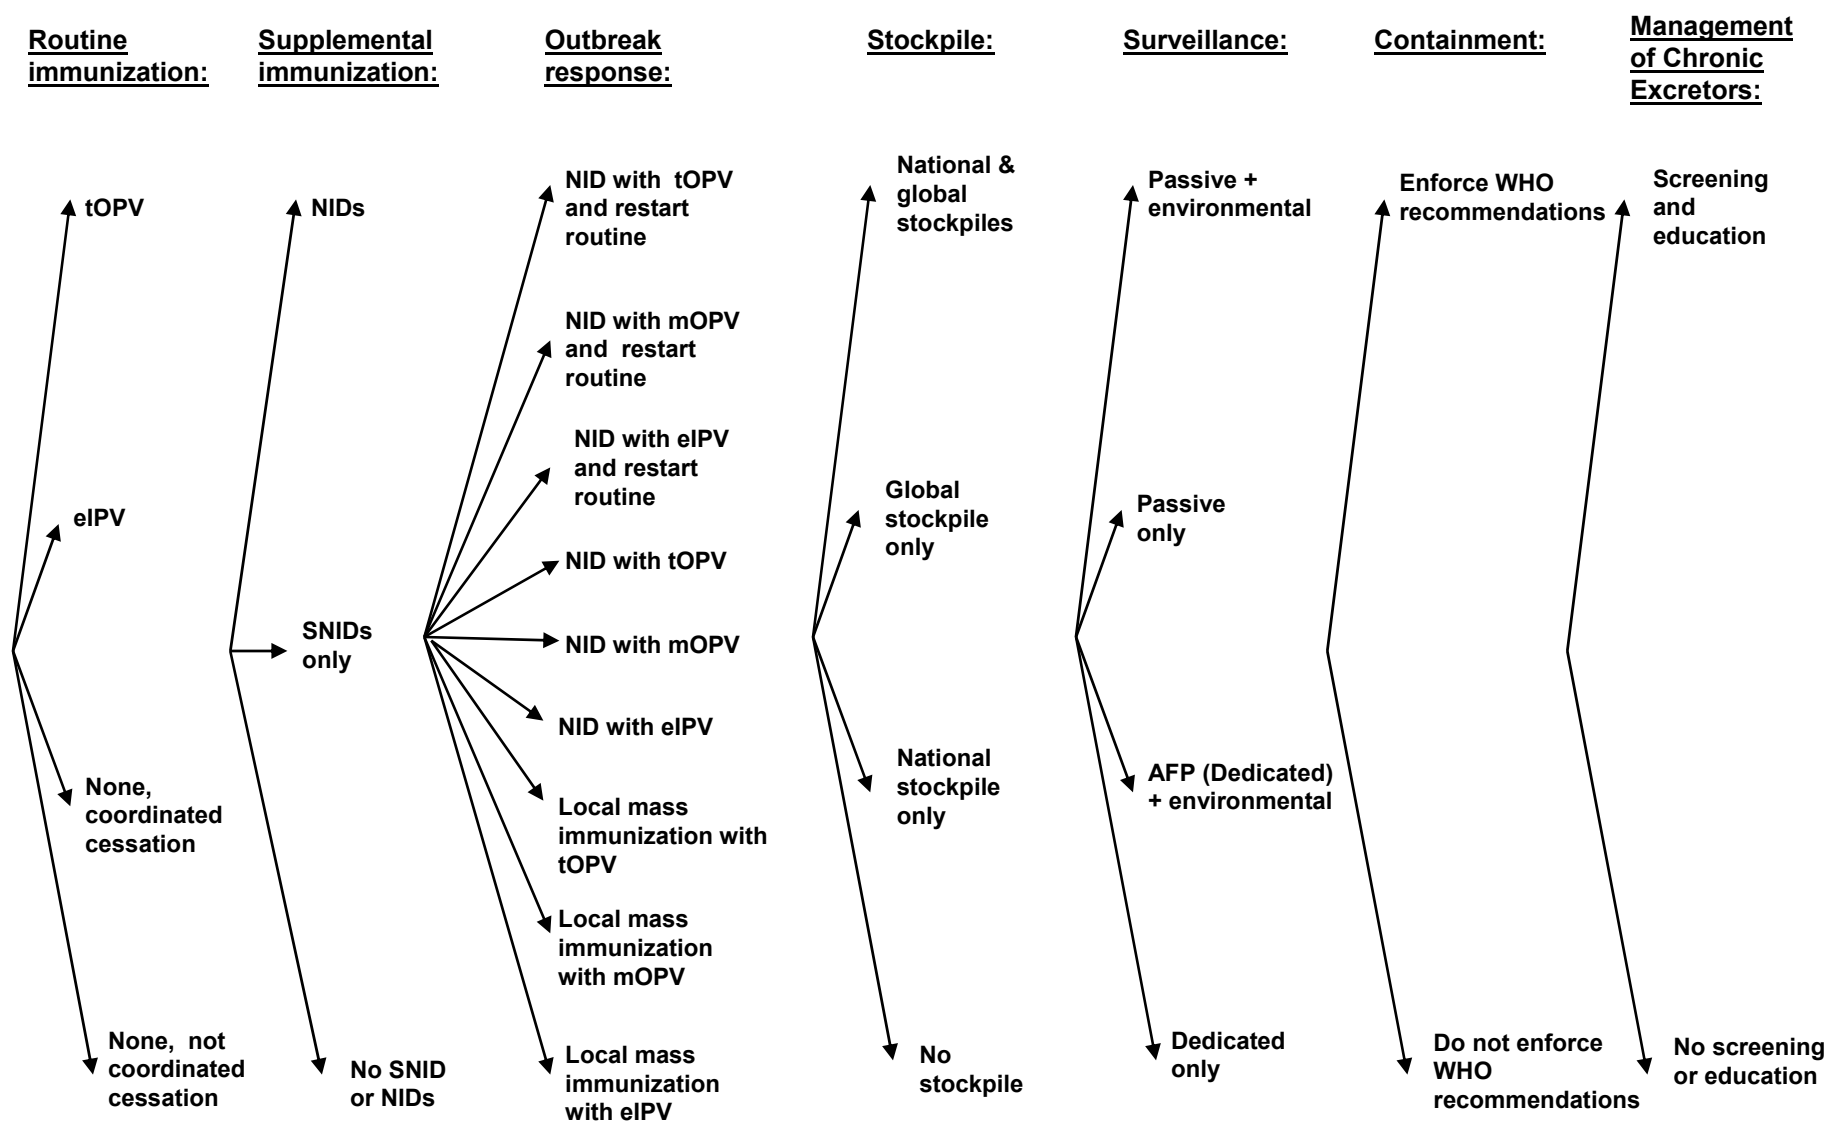 Routine
immunization:
Supplemental
immunization:
Outbreak
response:
Stockpile:
Surveillance:
Containment:
Management
of Chronic
Excretors:
tOPV
eIPV
None,
coordinated
cessation
None, not
coordinated
cessation
NIDs
SNIDs
only
No SNID
or NIDs
NID with tOPV
and restart
routine
NID with mOPV
and restart
routine
NID with eIPV
and restart
routine
NID with tOPV
NID with mOPV
NID with eIPV
Local mass
immunization with
tOPV
Local mass
immunization
with mOPV
Local mass
immunization
with eIPV
National &
global
stockpiles
Global
stockpile
only
National
stockpile
only
No
stockpile
Passive +
environmental
Passive
only
AFP (Dedicated)
+ environmental
Dedicated
only
Enforce WHO
recommendations
Do not enforce
WHO
recommendations
Screening
and
education
No screening
or education